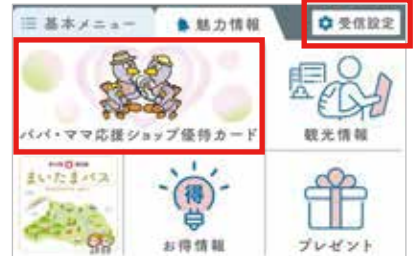 基本メニュー
魅力情報
受信設定
パパ・ママ応援ショップ優待カード
観光情報
まいたまパス
得
お得情報
プレゼント